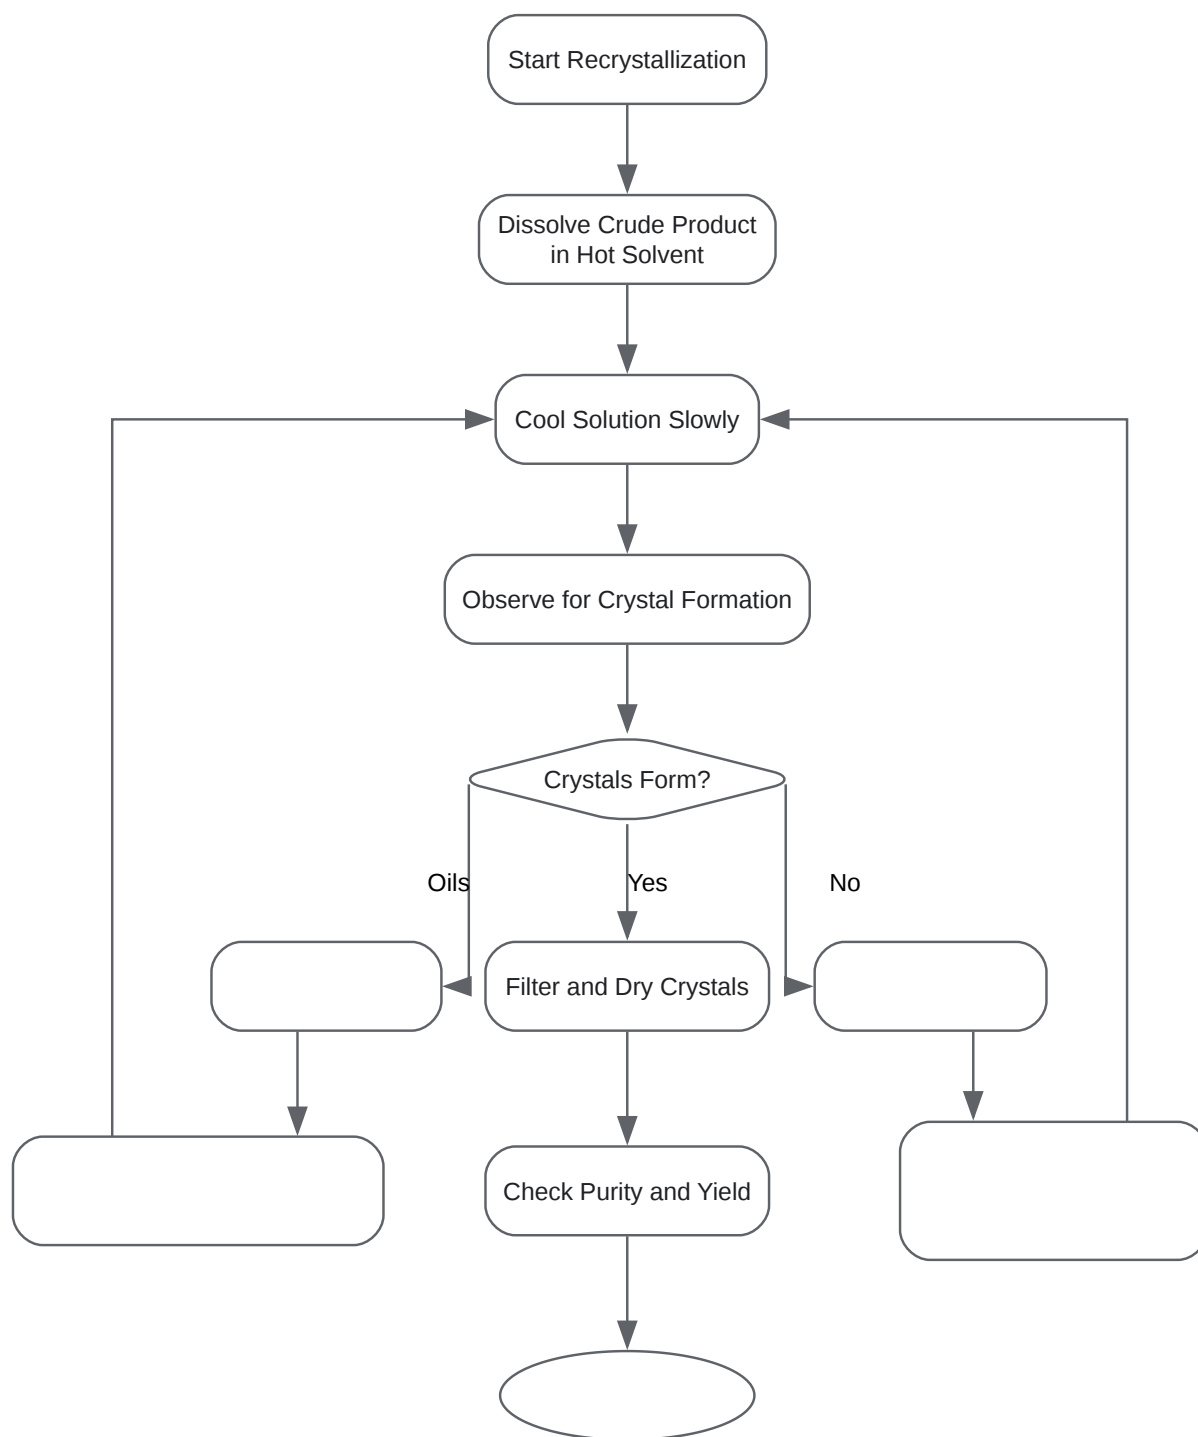 Start Recrystallization
Dissolve Crude Product
in Hot Solvent
Cool Solution Slowly
Observe for Crystal Formation
Crystals Form?
Oils
Yes
No
Filter and Dry Crystals
Check Purity and Yield